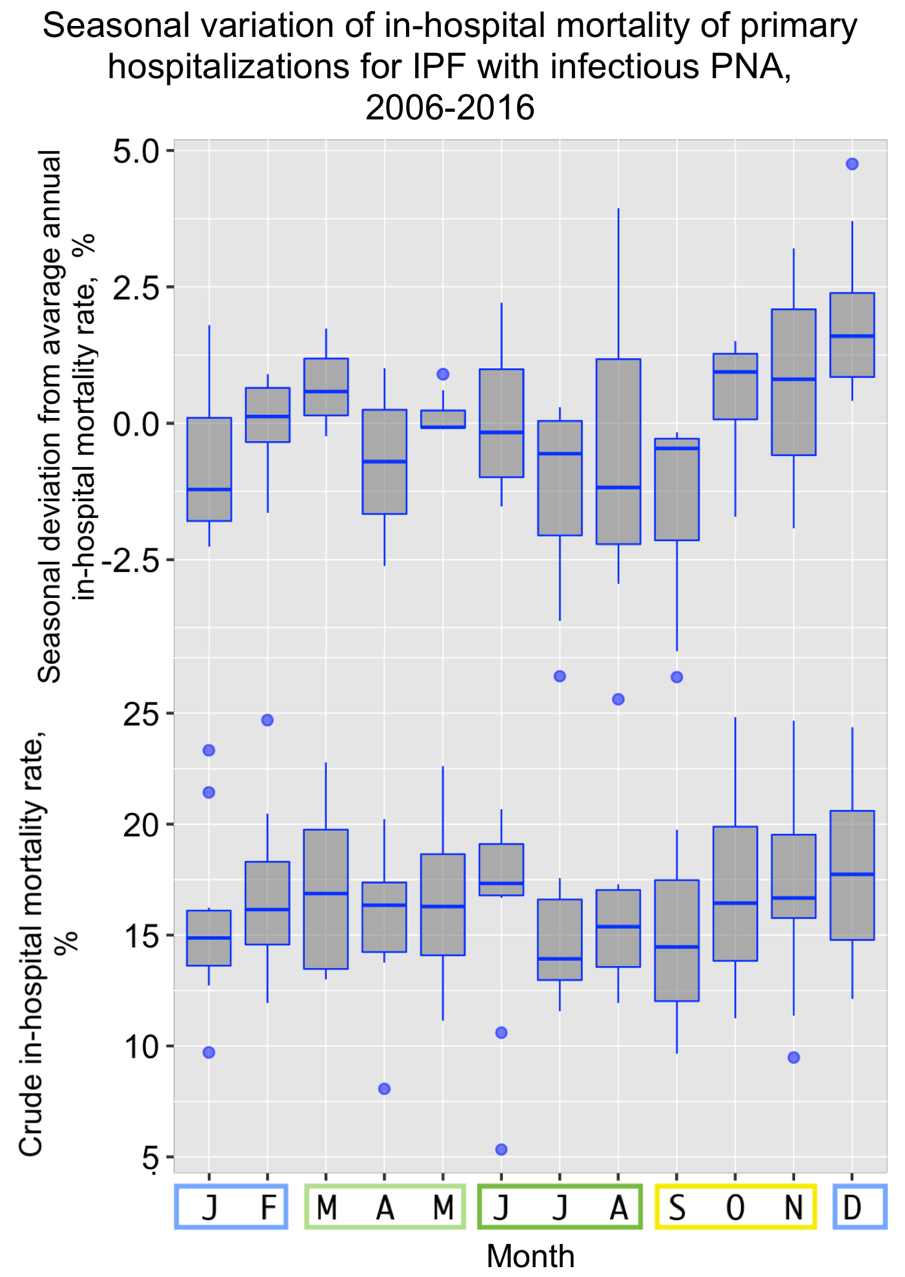 Seasonal variation of in-hospital mortality of primary
hospitalizations for IPF with infectious PNA,
2006-2016
Seasonal deviation from avarage annual
in-hospital mortality rate, %
5.0
2.5
0.0
-2.5
Crude in-hospital mortality rate,
%
25
20
15
10
5
J F M A M J J A S O N D
Month